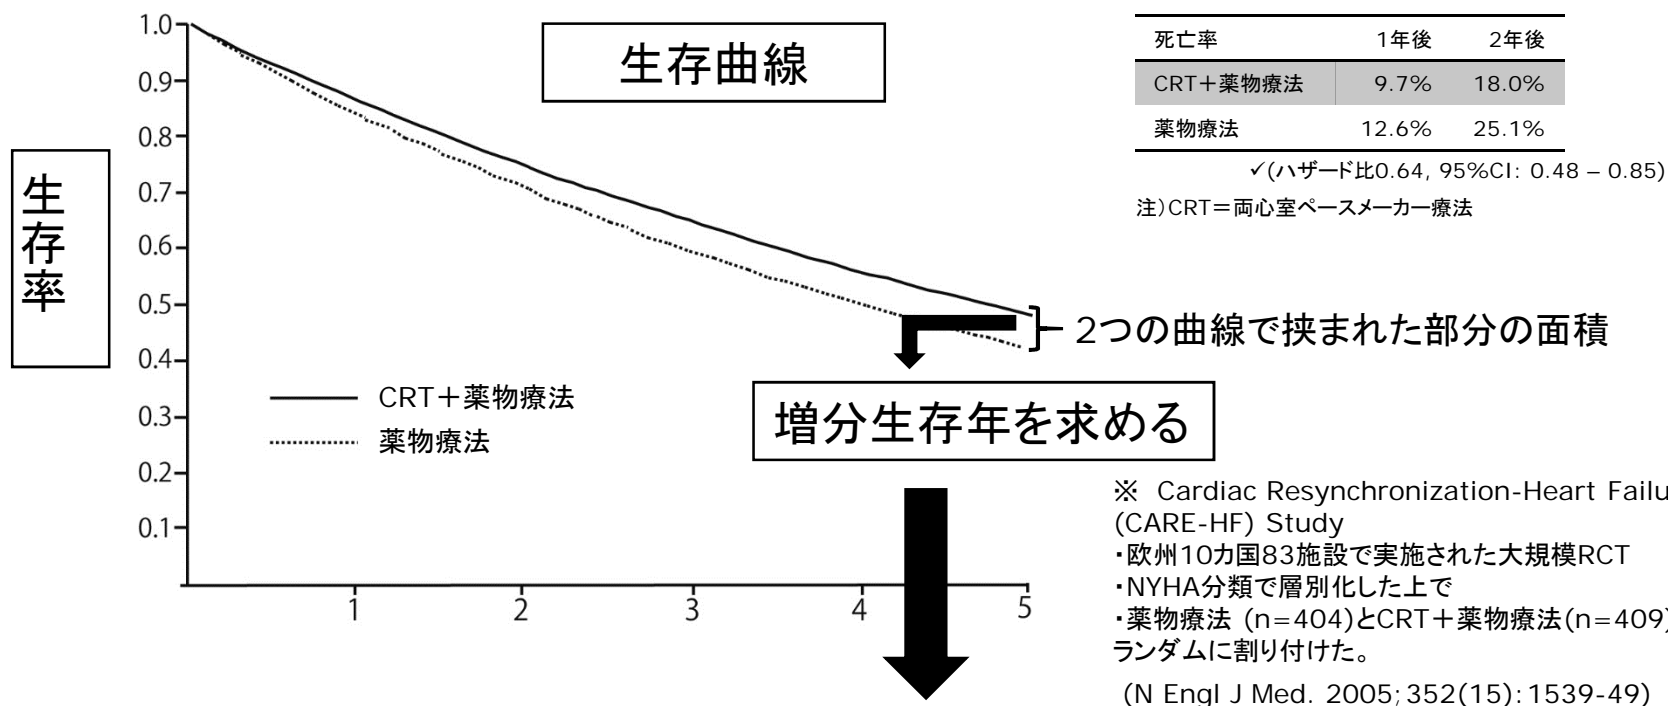 生存曲線
生存率
1.0
0.9
0.8
0.7
0.6
0.5
0.4
0.3
0.2
0.1
1
2
3
4
5
CRT＋薬物療法
薬物療法
2つの曲線で挟まれた部分の面積
増分生存年を求める
死亡率 1年後 2年後
CRT＋薬物療法 9.7% 18.0%
薬物療法 12.6% 25.1%
✓(ハザード比0.64, 95%CI: 0.48 – 0.85)
注)CRT＝両心室ペースメーカー療法
※ Cardiac Resynchronization-Heart Failu
(CARE-HF) Study
・欧州10カ国83施設で実施された大規模RCT
・NYHA分類で層別化した上で
・薬物療法 (n=404)とCRT＋薬物療法(n=409)
ランダムに割り付けた。
(N Engl J Med. 2005;352(15):1539-49)